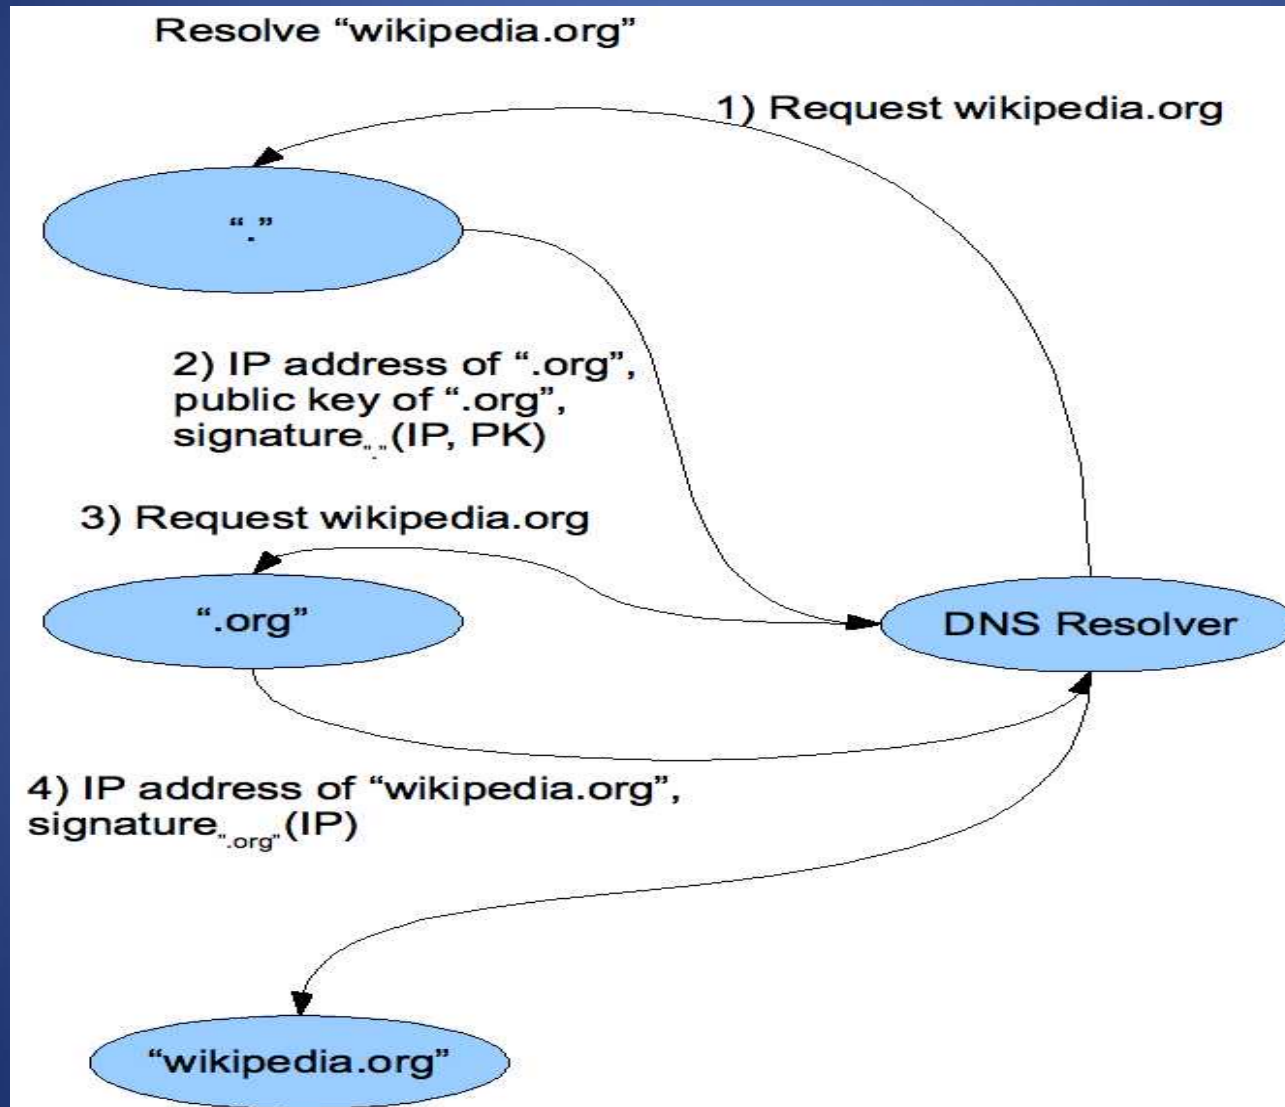 Resolve “wikipedia.org”
1) Request wikipedia.org
“.”
2) IP address of “.org”,
public key of “.org”,
signature“.”(IP, PK)
3) Request wikipedia.org
“.org”
DNS Resolver
4) IP address of “wikipedia.org”,
signature“.org”(IP)
“wikipedia.org”